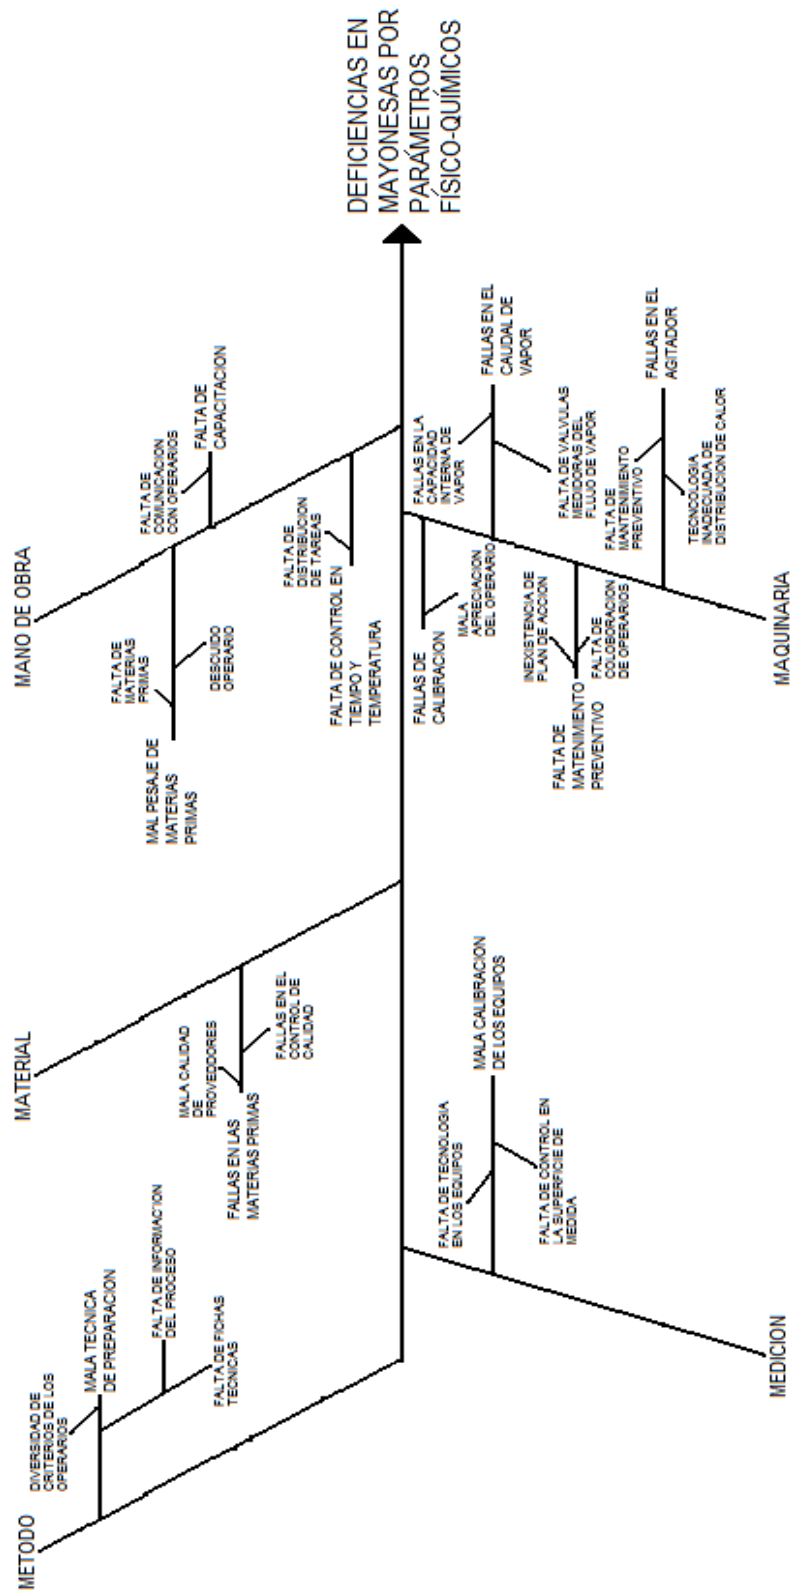 METODO
DIVERSIDAD DE
CRITERIOS DE LOS
OPERARIOS
MALA TECNICA
DE PREPARACION
FALTA DE INFORMACION
DEL PROCESO
FALTA DE FICHAS
TECNICAS
MATERIAL
MALA CALIDAD
DE
PROVEDDORES
FALLAS EN LAS
MATERIAS PRIMAS
FALLAS EN EL
CONTROL DE
CALIDAD
MANO DE OBRA
FALTA DE
MATERIAS
PRIMAS
MAL PESAJE DE
MATERIAS
PRIMAS
DESCUIDO
OPERARIO
FALTA DE
COMUNICACION
CON OPERARIOS
FALTA DE
CAPACITACION
FALTA DE
DISTRIBUCION
DE TAREAS
FALTA DE CONTROL EN
TIEMPO Y
TEMPERATURA
DEFICIENCIAS EN
MAYONESAS POR
PARÁMETROS
FÍSICO-QUÍMICOS
MEDICION
FALTA DE TECNOLOGIA
EN LOS EQUIPOS
MALA CALIBRACION
DE LOS EQUIPOS
FALTA DE CONTROL EN
LA SUPERFICIE DE
MEDIDA
MAQUINARIA
FALLAS DE
CALIBRACION
MALA
APRECIACION
DEL OPERARIO
INEXISTENCIA DE
PLAN DE ACCION
FALTA DE
MATENIMIENTO
PREVENTIVO
FALTA DE
COLOBORACION
DE OPERARIOS
FALLAS EN LA
CAPACIDAD
INTERNA DE
VAPOR
FALLAS EN EL
CAUDAL DE
VAPOR
FALTA DE VALVULAS
MEDIDORAS DEL
FLUJO DE VAPOR
FALTA DE
MANTENIMIENTO
PREVENTIVO
FALLAS EN EL
AGITADOR
TECNOLOGIA
INADECUADA DE
DISTRIBUCION DE CALOR